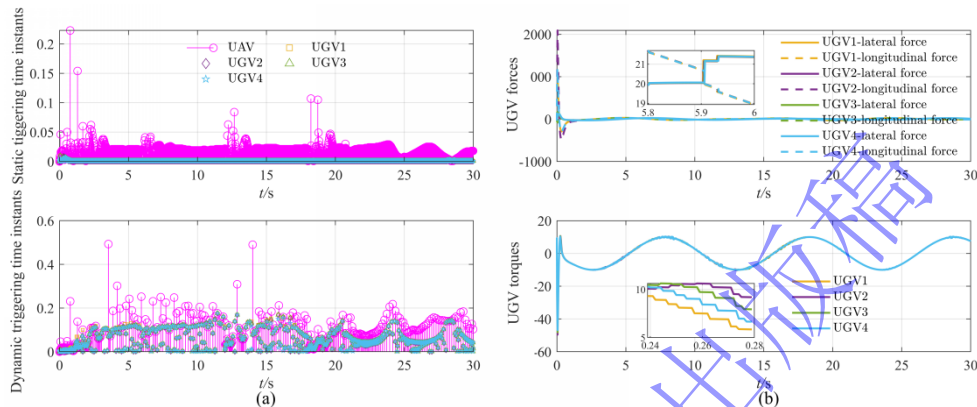 Static tiggering time instants
0.2
0.15
0.1
0.05
0
UAV
UGV1
UGV2
UGV3
UGV4
0 5 10 15 20 25 30
t/s
Dynamic triggering time instants
0.6
0.4
0.2
0
0 5 10 15 20 25 30
t/s
(a)
UGV forces
2000
000
0
-1000
21
20
19
5.8 5.9 6
UGV1-lateral force
UGV1-longitudinal force
UGV2-lateral force
UGV2-longitudinal force
UGV3-lateral force
UGV3-longitudinal force
UGV4-lateral force
UGV4-longitudinal force
0 5 10 15 20 25 30
t/s
UGV torques
20
0
-20
-40
-60
10
5
0.24 0.26 0.28
UGV1
UGV2
UGV3
UGV4
0 5 10 15 20 25 30
t/s
(b)
出版稿